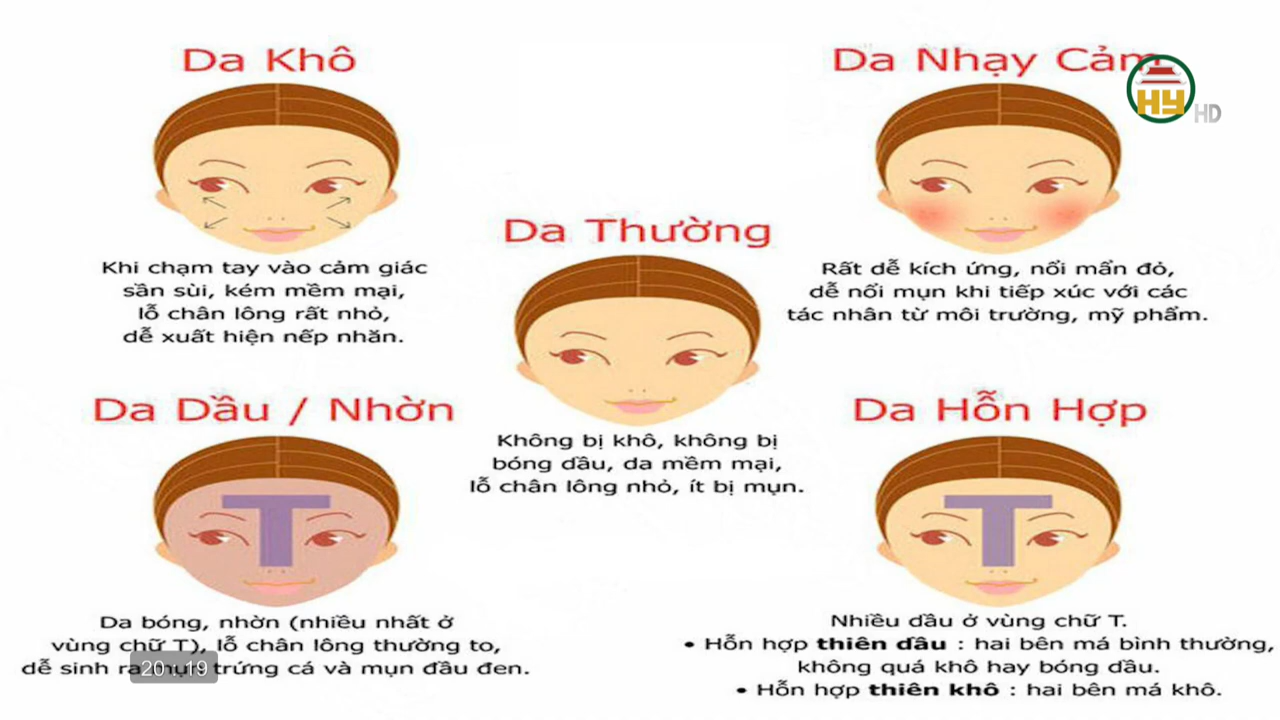 Da Khô
Khi chạm tay vào cảm giác
sần sùi, kém mềm mại,
lỗ chân lông rất nhỏ,
dễ xuất hiện nếp nhăn.
Da Nhạy Cảm
HY HD
Rất dễ kích ứng, nổi mẩn đỏ,
dễ nổi mụn khi tiếp xúc với các
tác nhân từ môi trường, mỹ phẩm.
Da Thường
Không bị khô, không bị
bóng dầu, da mềm mại,
lỗ chân lông nhỏ, ít bị mụn.
Da Dầu / Nhờn
T
Da bóng, nhờn (nhiều nhất ở
vùng chữ T), lỗ chân lông thường to,
dễ sinh ra mụn trứng cá và mụn đầu đen.
20 19
Da Hỗn Hợp
T
Nhiều dầu ở vùng chữ T.
• Hỗn hợp thiên dầu : hai bên má bình thường,
không quá khô hay bóng dầu.
• Hỗn hợp thiên khô : hai bên má khô.